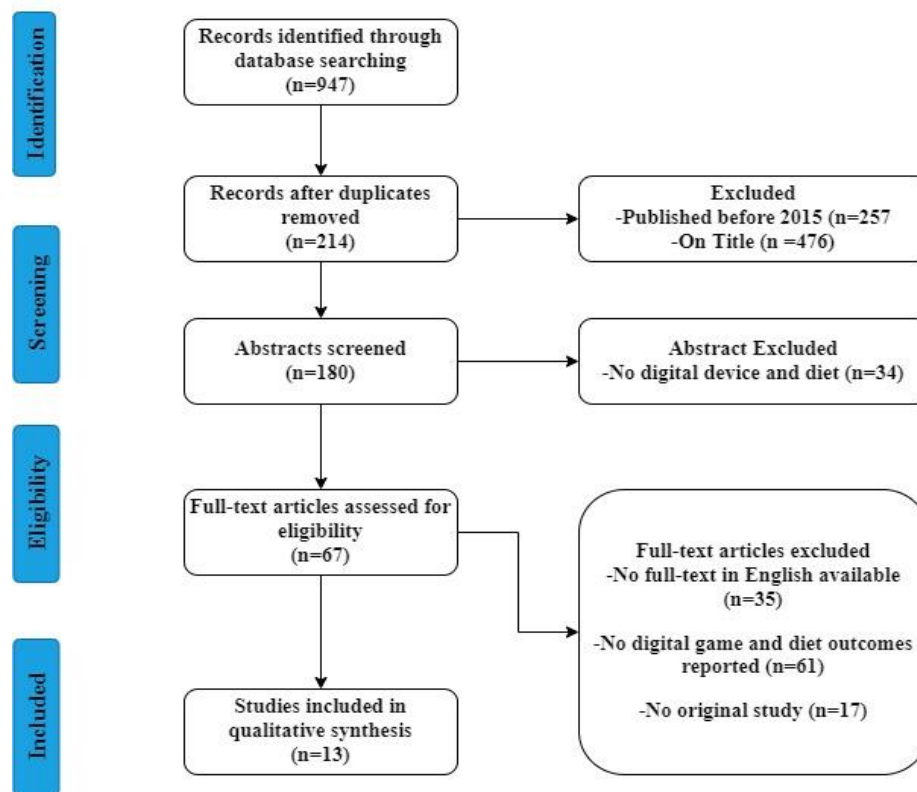 Identification
Records identified through
database searching
(n=947)
Records after duplicates
removed
(n=214)
Excluded
-Published before 2015 (n=257
-On Title (n =476)
Screening
Abstracts screened
(n=180)
Abstract Excluded
-No digital device and diet (n=34)
Eligibility
Full-text articles assessed for
eligibility
(n=67)
Full-text articles excluded
-No full-text in English available
(n=35)
-No digital game and diet outcomes
reported (n=61)
-No original study (n=17)
Included
Studies included in
qualitative synthesis
(n=13)